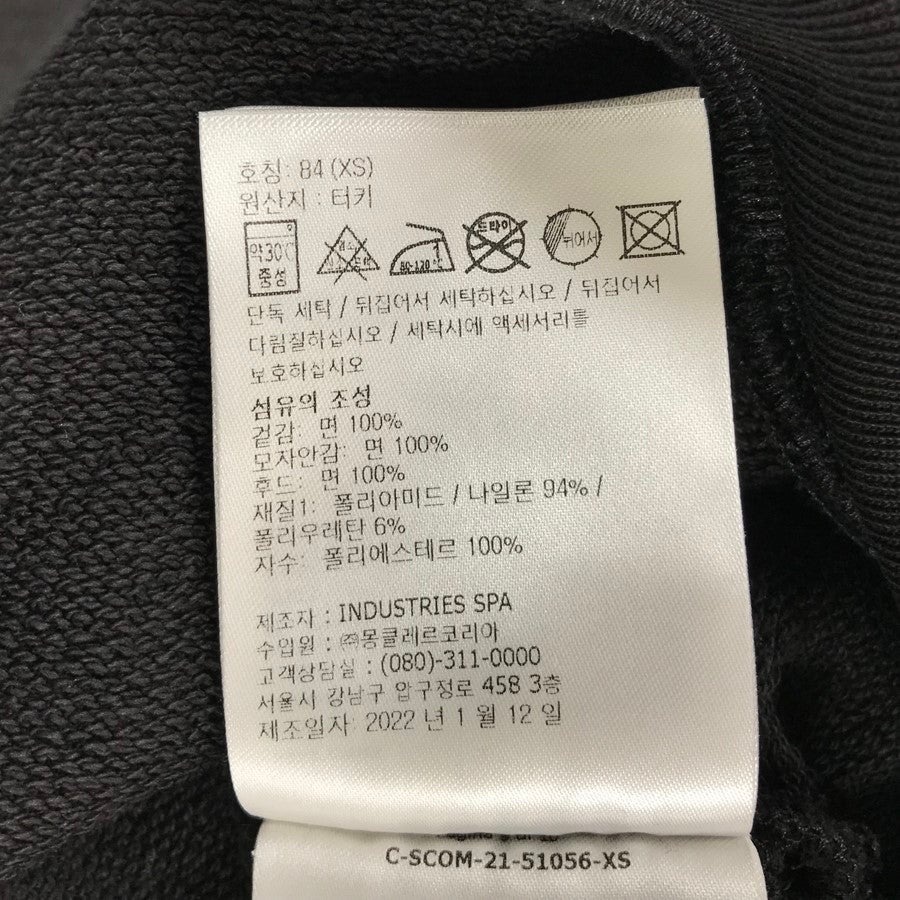 호칭: 84 (XS)
원산지 : 터키
약30℃
중성
80-120℃
드라이
뉘어서
단독 세탁 / 뒤집어서 세탁하십시오 / 뒤집어서
다림질하십시오 / 세탁시에 액세서리를
보호하십시오
섬유의 조성
겉감: 면 100%
모자안감: 면 100%
후드: 면 100%
재질1: 폴리아미드 / 나일론 94% /
폴리우레탄 6%
자수: 폴리에스테르 100%
제조자 : INDUSTRIES SPA
수입원 : ㈜몽클레르코리아
고객상담실 : (080)-311-0000
서울시 강남구 압구정로 458 3층
제조일자: 2022 년 1 월 12 일
C-SCOM-21-51056-XS